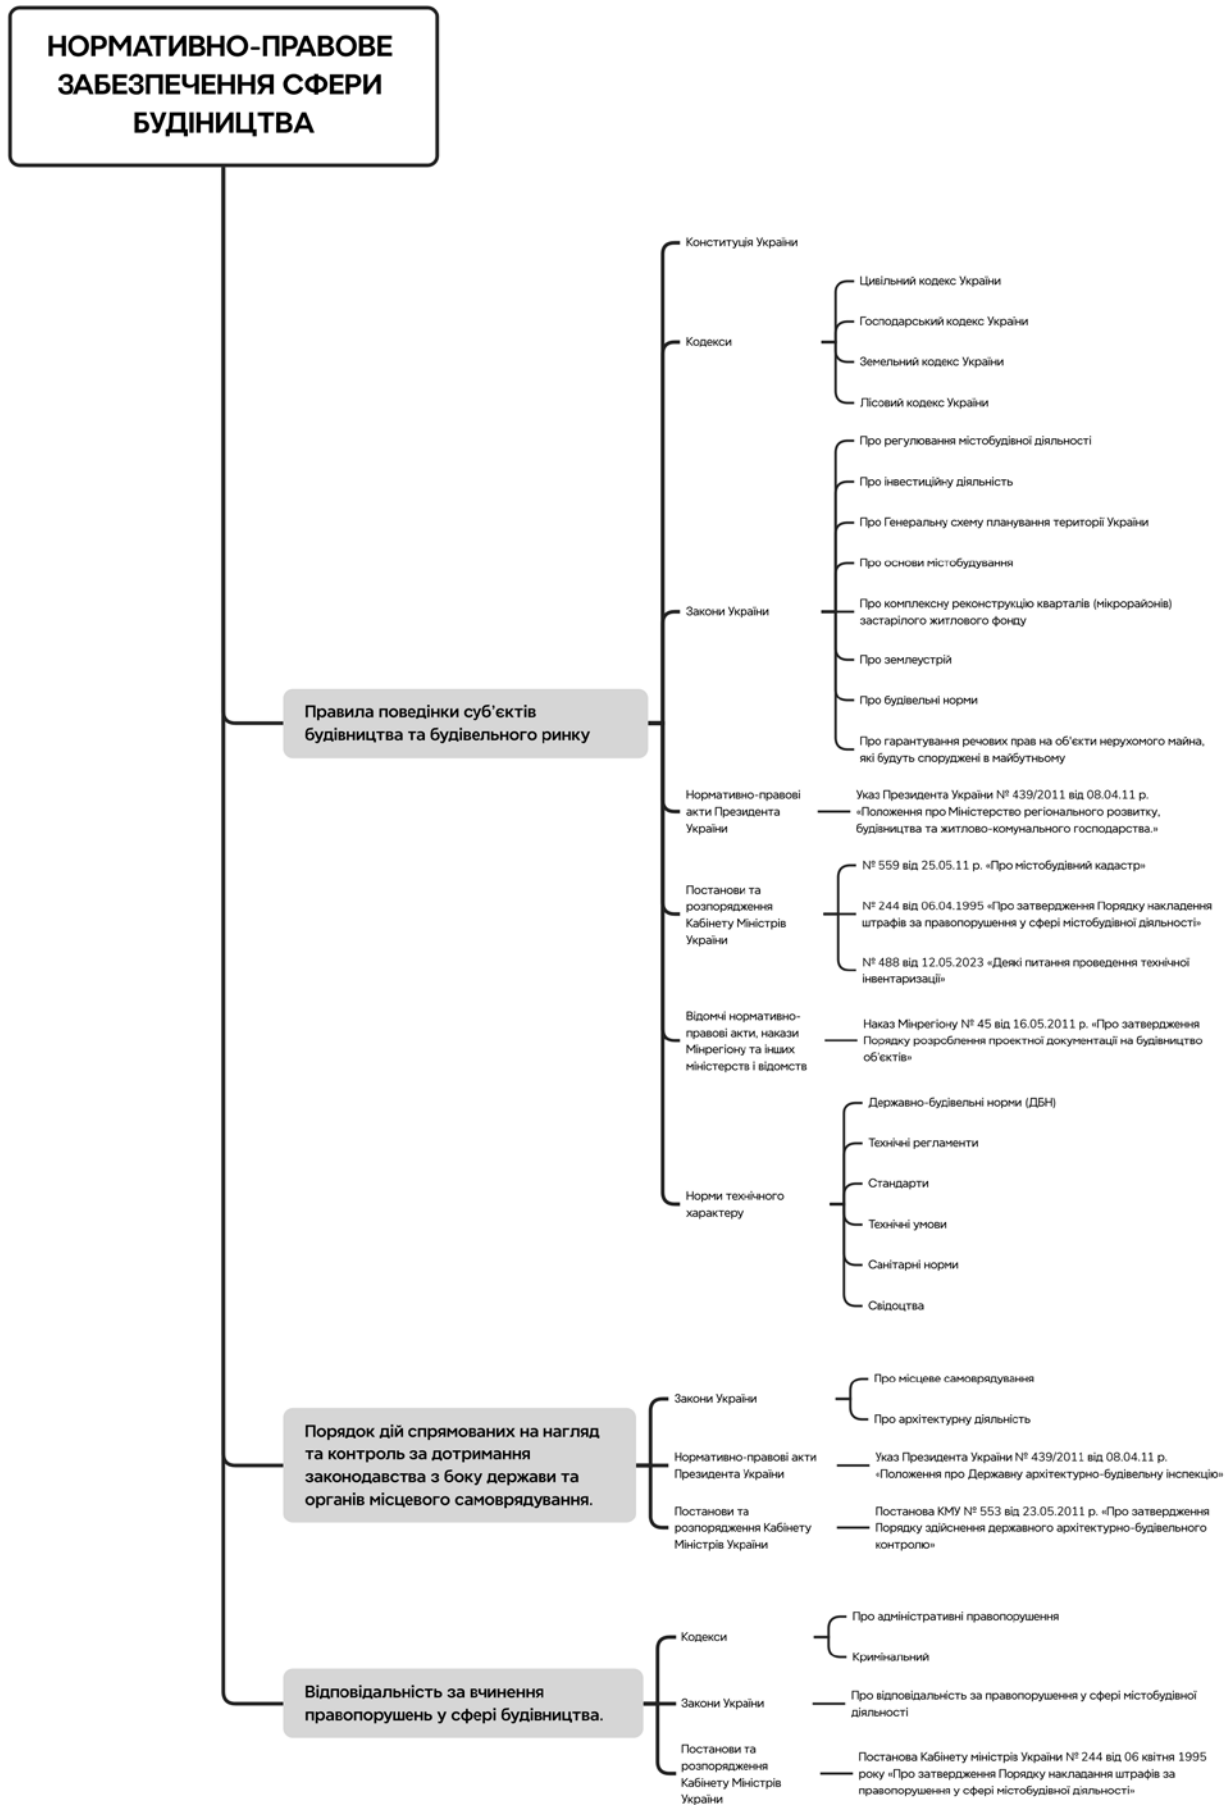 НОРМАТИВНО-ПРАВОВЕ
ЗАБЕЗПЕЧЕННЯ СФЕРИ
БУДІНИЦТВА
Правила поведінки суб’єктів
будівництва та будівельного ринку
Конституція України
Кодекси
Цивільний кодекс України
Господарський кодекс України
Земельний кодекс України
Лісовий кодекс України
Закони України
Про регулювання містобудівної діяльності
Про інвестиційну діяльність
Про Генеральну схему планування території України
Про основи містобудування
Про комплексну реконструкцію кварталів (мікрорайонів)
застарілого житлового фонду
Про землеустрій
Про будівельні норми
Про гарантування речових прав на об’єкти нерухомого майна,
які будуть споруджені в майбутньому
Нормативно-правові
акти Президента
України
Указ Президента України № 439/2011 від 08.04.11 р.
«Положення про Міністерство регіонального розвитку,
будівництва та житлово-комунального господарства.»
Постанови та
розпорядження
Кабінету Міністрів
України
№ 559 від 25.05.11 р. «Про містобудівний кадастр»
№ 244 від 06.04.1995 «Про затвердження Порядку накладення
штрафів за правопорушення у сфері містобудівної діяльності»
№ 488 від 12.05.2023 «Деякі питання проведення технічної
інвентаризації»
Відомчі нормативно-
правові акти, накази
Мінрегіону та інших
міністерств і відомств
Наказ Мінрегіону № 45 від 16.05.2011 р. «Про затвердження
Порядку розроблення проектної документації на будівництво
об’єктів»
Норми технічного
характеру
Державно-будівельні норми (ДБН)
Технічні регламенти
Стандарти
Технічні умови
Санітарні норми
Свідоцтва
Порядок дій спрямованих на нагляд
та контроль за дотримання
законодавства з боку держави та
органів місцевого самоврядування.
Закони України
Про місцеве самоврядування
Про архітектурну діяльність
Нормативно-правові акти
Президента України
Указ Президента України № 439/2011 від 08.04.11 р.
«Положення про Державну архітектурно-будівельну інспекцію»
Постанови та
розпорядження Кабінету
Міністрів України
Постанова КМУ № 553 від 23.05.2011 р. «Про затвердження
Порядку здійснення державного архітектурно-будівельного
контролю»
Відповідальність за вчинення
правопорушень у сфері будівництва.
Кодекси
Про адміністративні правопорушення
Кримінальний
Закони України
Про відповідальність за правопорушення у сфері містобудівної
діяльності
Постанови та
розпорядження
Кабінету Міністрів
України
Постанова Кабінету міністрів України № 244 від 06 квітня 1995
року «Про затвердження Порядку накладання штрафів за
правопорушення у сфері містобудівної діяльності»